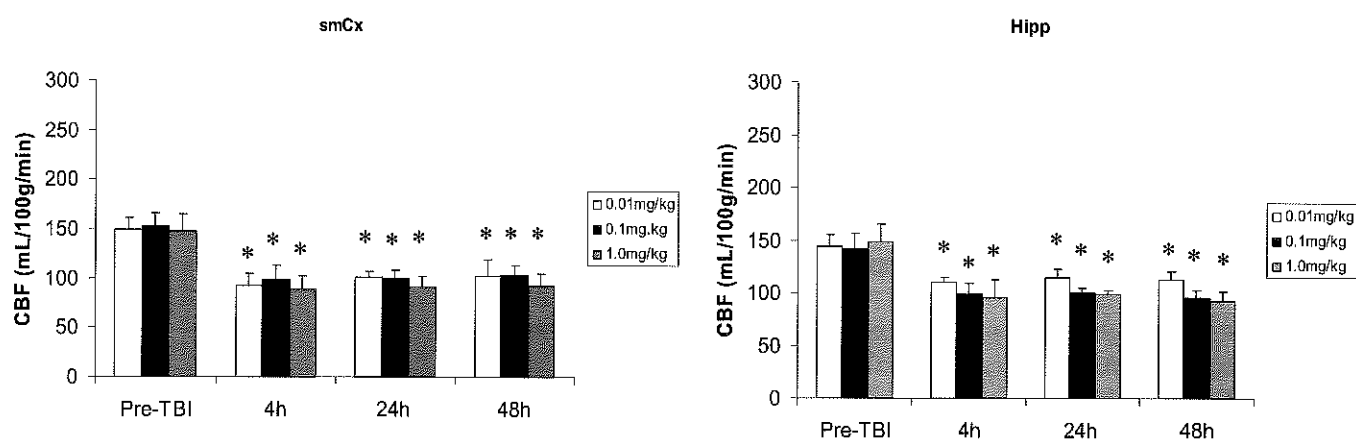 smCx
300
250
200
150
100
50
0
CBF (mL/100g/min)
Pre-TBI 4h 24h 48h
* * * * * * * * *
0.01mg/kg
0.1mg.kg
1.0mg/kg
Hipp
300
250
200
150
100
50
0
CBF (mL/100g/min)
Pre-TBI 4h 24h 48h
* * * * * * * * *
0.01mg/kg
0.1mg/kg
1.0mg/kg